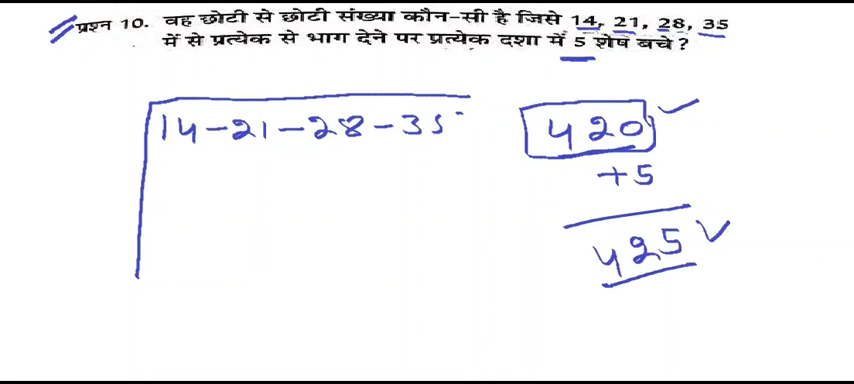 प्रश्न 10. वह छोटी से छोटी संख्या कौन-सी है जिसे 14, 21, 28, 35
में से प्रत्येक से भाग देने पर प्रत्येक दशा में 5 शेष बचे ?
14-21-28-35
420
+5
425